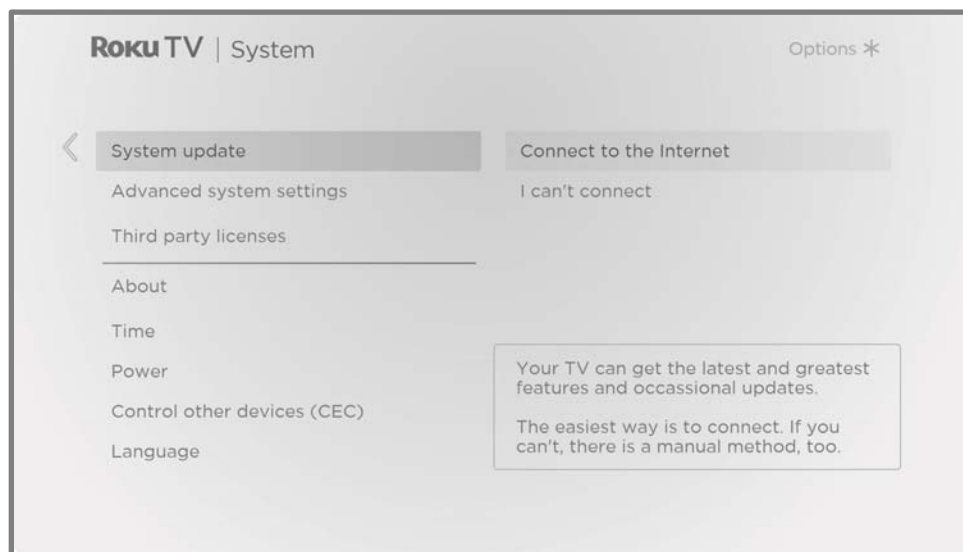 Roku TV | System
Options *
System update
Connect to the Internet
Advanced system settings
I can't connect
Third party licenses
About
Time
Power
Control other devices (CEC)
Language
Your TV can get the latest and greatest
features and occassional updates.
The easiest way is to connect. If you
can't, there is a manual method, too.